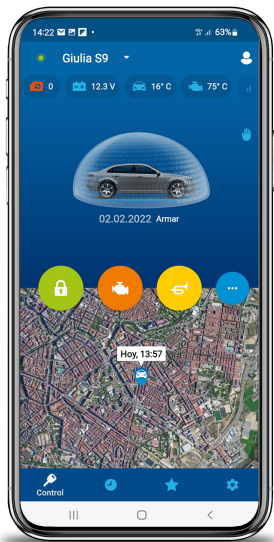 14:22
63%
Giulia S9
0
12.3 V
16° C
75° C
02.02.2022 Armar
Hoy, 13:57
Control